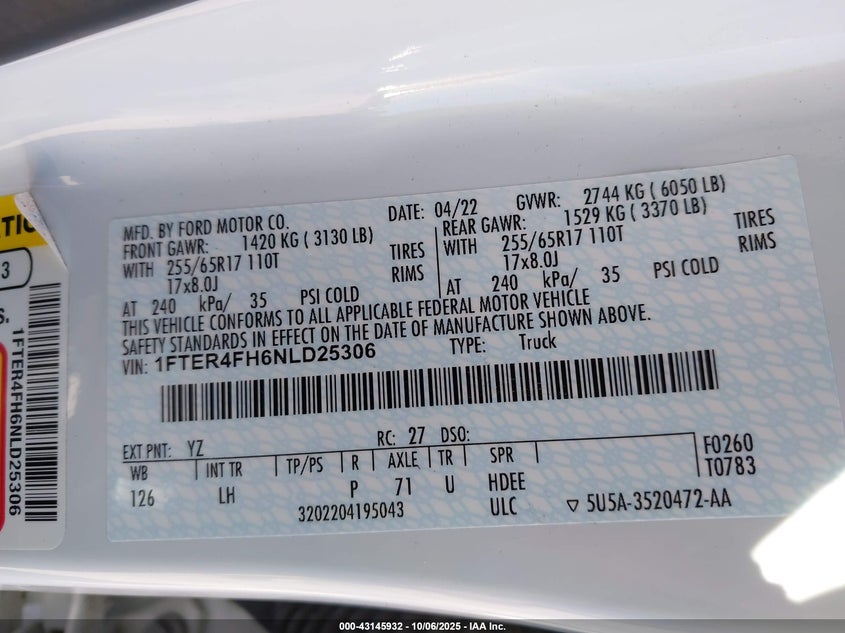 MFD. BY FORD MOTOR CO. DATE: 04/22 GVWR: 2744 KG ( 6050 LB)
FRONT GAWR: 1420 KG ( 3130 LB) REAR GAWR: 1529 KG ( 3370 LB)
WITH 255/65R17 110T TIRES WITH 255/65R17 110T TIRES
17x8.0J RIMS 17x8.0J RIMS
AT 240 kPa/ 35 PSI COLD AT 240 kPa/ 35 PSI COLD
THIS VEHICLE CONFORMS TO ALL APPLICABLE FEDERAL MOTOR VEHICLE
SAFETY STANDARDS IN EFFECT ON THE DATE OF MANUFACTURE SHOWN ABOVE.
VIN: 1FTER4FH6NLD25306 TYPE: Truck
EXT PNT: YZ RC: 27 DSO:
WB INT TR TP/PS R AXLE TR SPR F0260
126 LH P 71 U HDEE T0783
3202204195043 ULC 5U5A-3520472-AA
3
S.
1FTER4FH6NLD25306
000-43145932 - 10/06/2025 - IAA Inc.